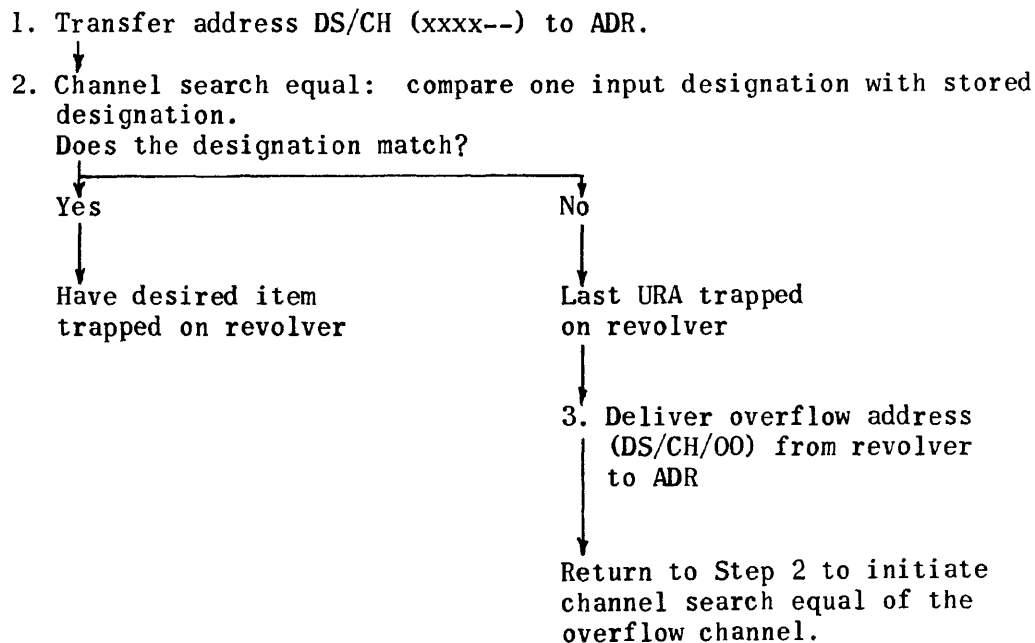 1. Transfer address DS/CH (xxxx--) to ADR.
2. Channel search equal: compare one input designation with stored
designation.
Does the designation match?
Yes
No
Have desired item
trapped on revolver
Last URA trapped
on revolver
3. Deliver overflow address
(DS/CH/OO) from revolver
to ADR
Return to Step 2 to initiate
channel search equal of the
overflow channel.